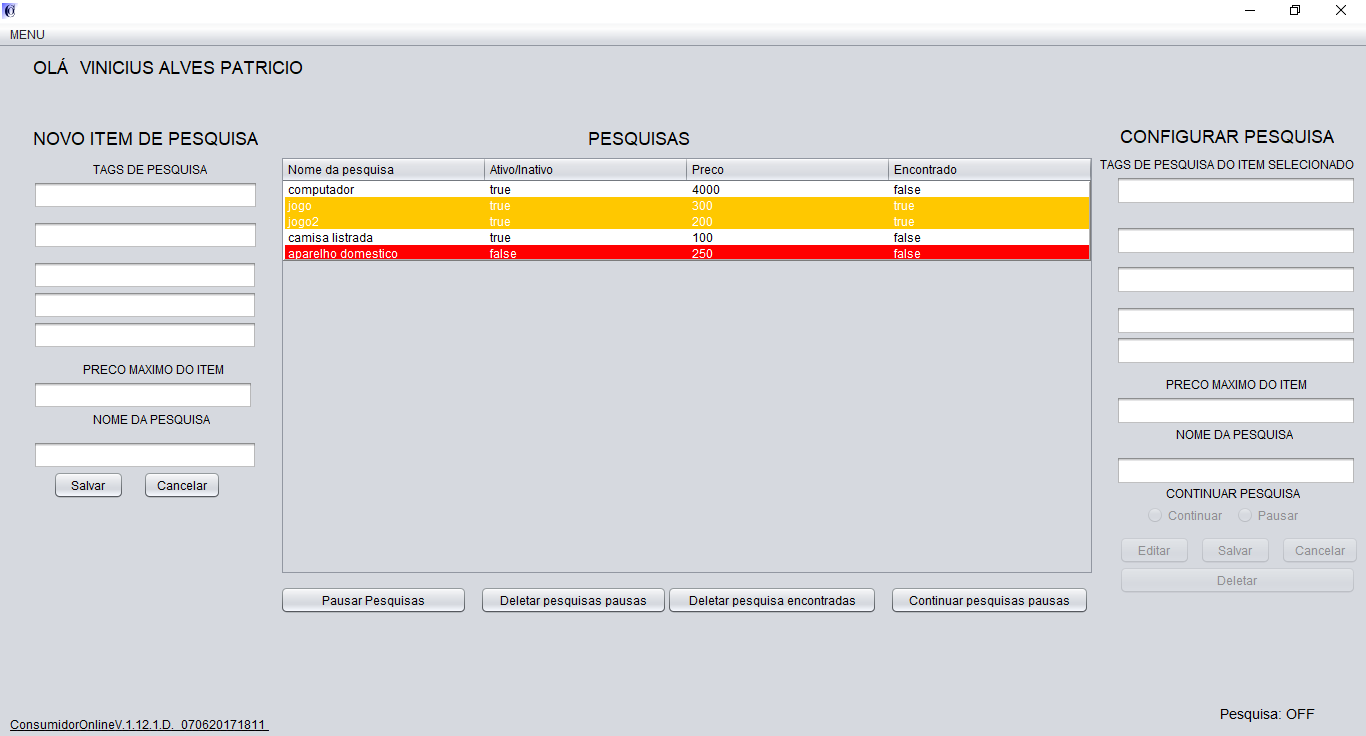 MENU
OLÁ VINICIUS ALVES PATRICIO
NOVO ITEM DE PESQUISA
TAGS DE PESQUISA
PRECO MAXIMO DO ITEM
NOME DA PESQUISA
Salvar Cancelar
PESQUISAS
Nome da pesquisa Ativo/Inativo Preco Encontrado
computador true 4000 false
jogo true 300 true
jogo2 true 200 true
camisa listrada true 100 false
aparelho domestico false 250 false
Pausar Pesquisas Deletar pesquisas pausas Deletar pesquisa encontradas Continuar pesquisas pausas
CONFIGURAR PESQUISA
TAGS DE PESQUISA DO ITEM SELECIONADO
PRECO MAXIMO DO ITEM
NOME DA PESQUISA
CONTINUAR PESQUISA
Continuar Pausar
Editar Salvar Cancelar
Deletar
Pesquisa: OFF
ConsumidorOnlineV.1.12.1.D. 070620171811